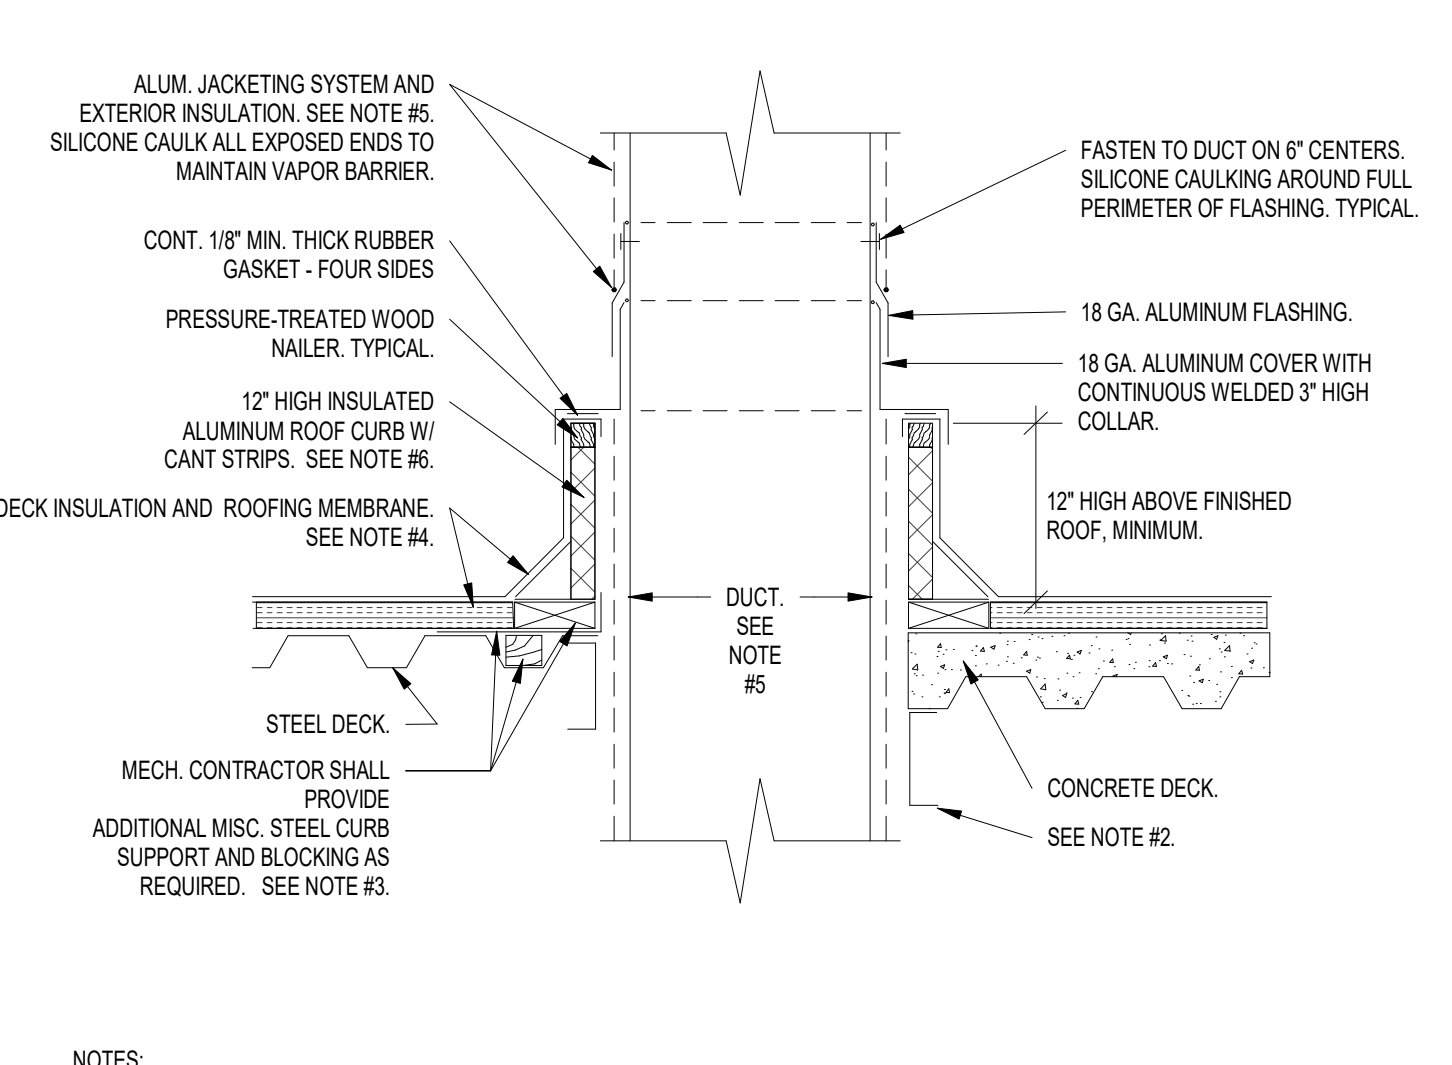 ALUM. JACKETING SYSTEM AND
EXTERIOR INSULATION. SEE NOTE #5.
SILICONE CAULK ALL EXPOSED ENDS TO
MAINTAIN VAPOR BARRIER.
CONT. 1/8" MIN. THICK RUBBER
GASKET - FOUR SIDES
PRESSURE-TREATED WOOD
NAILER. TYPICAL.
12" HIGH INSULATED
ALUMINUM ROOF CURB W/
CANT STRIPS. SEE NOTE #6.
DECK INSULATION AND ROOFING MEMBRANE.
SEE NOTE #4.
STEEL DECK.
MECH. CONTRACTOR SHALL
PROVIDE
ADDITIONAL MISC. STEEL CURB
SUPPORT AND BLOCKING AS
REQUIRED. SEE NOTE #3.
DUCT.
SEE
NOTE
#5
FASTEN TO DUCT ON 6" CENTERS.
SILICONE CAULKING AROUND FULL
PERIMETER OF FLASHING. TYPICAL.
18 GA. ALUMINUM FLASHING.
18 GA. ALUMINUM COVER WITH
CONTINUOUS WELDED 3" HIGH
COLLAR.
12" HIGH ABOVE FINISHED
ROOF, MINIMUM.
CONCRETE DECK.
SEE NOTE #2.
NOTES: